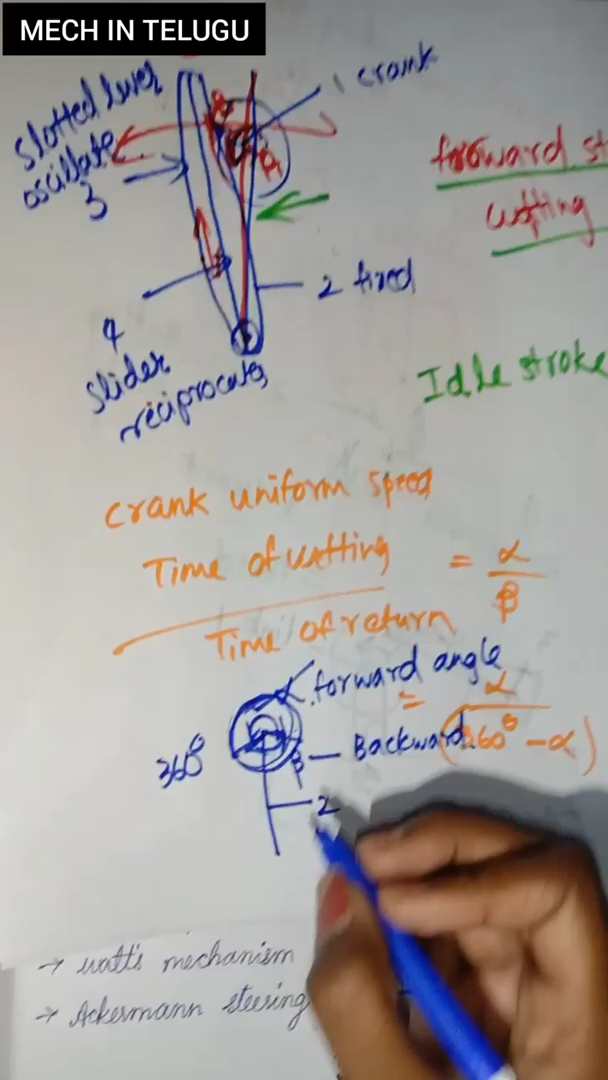 MECH IN TELUGU
1 crank
Slotted lever
oscillate
3
forward st
cutting
2 fixed
4
slider
reciprocates
Idle stroke
crank uniform speed
Time of cutting = α
Time of return β
α forward angle
= α
360°
β — Backward (360° - α)
2
→ watt's mechanism
→ Ackermann steering